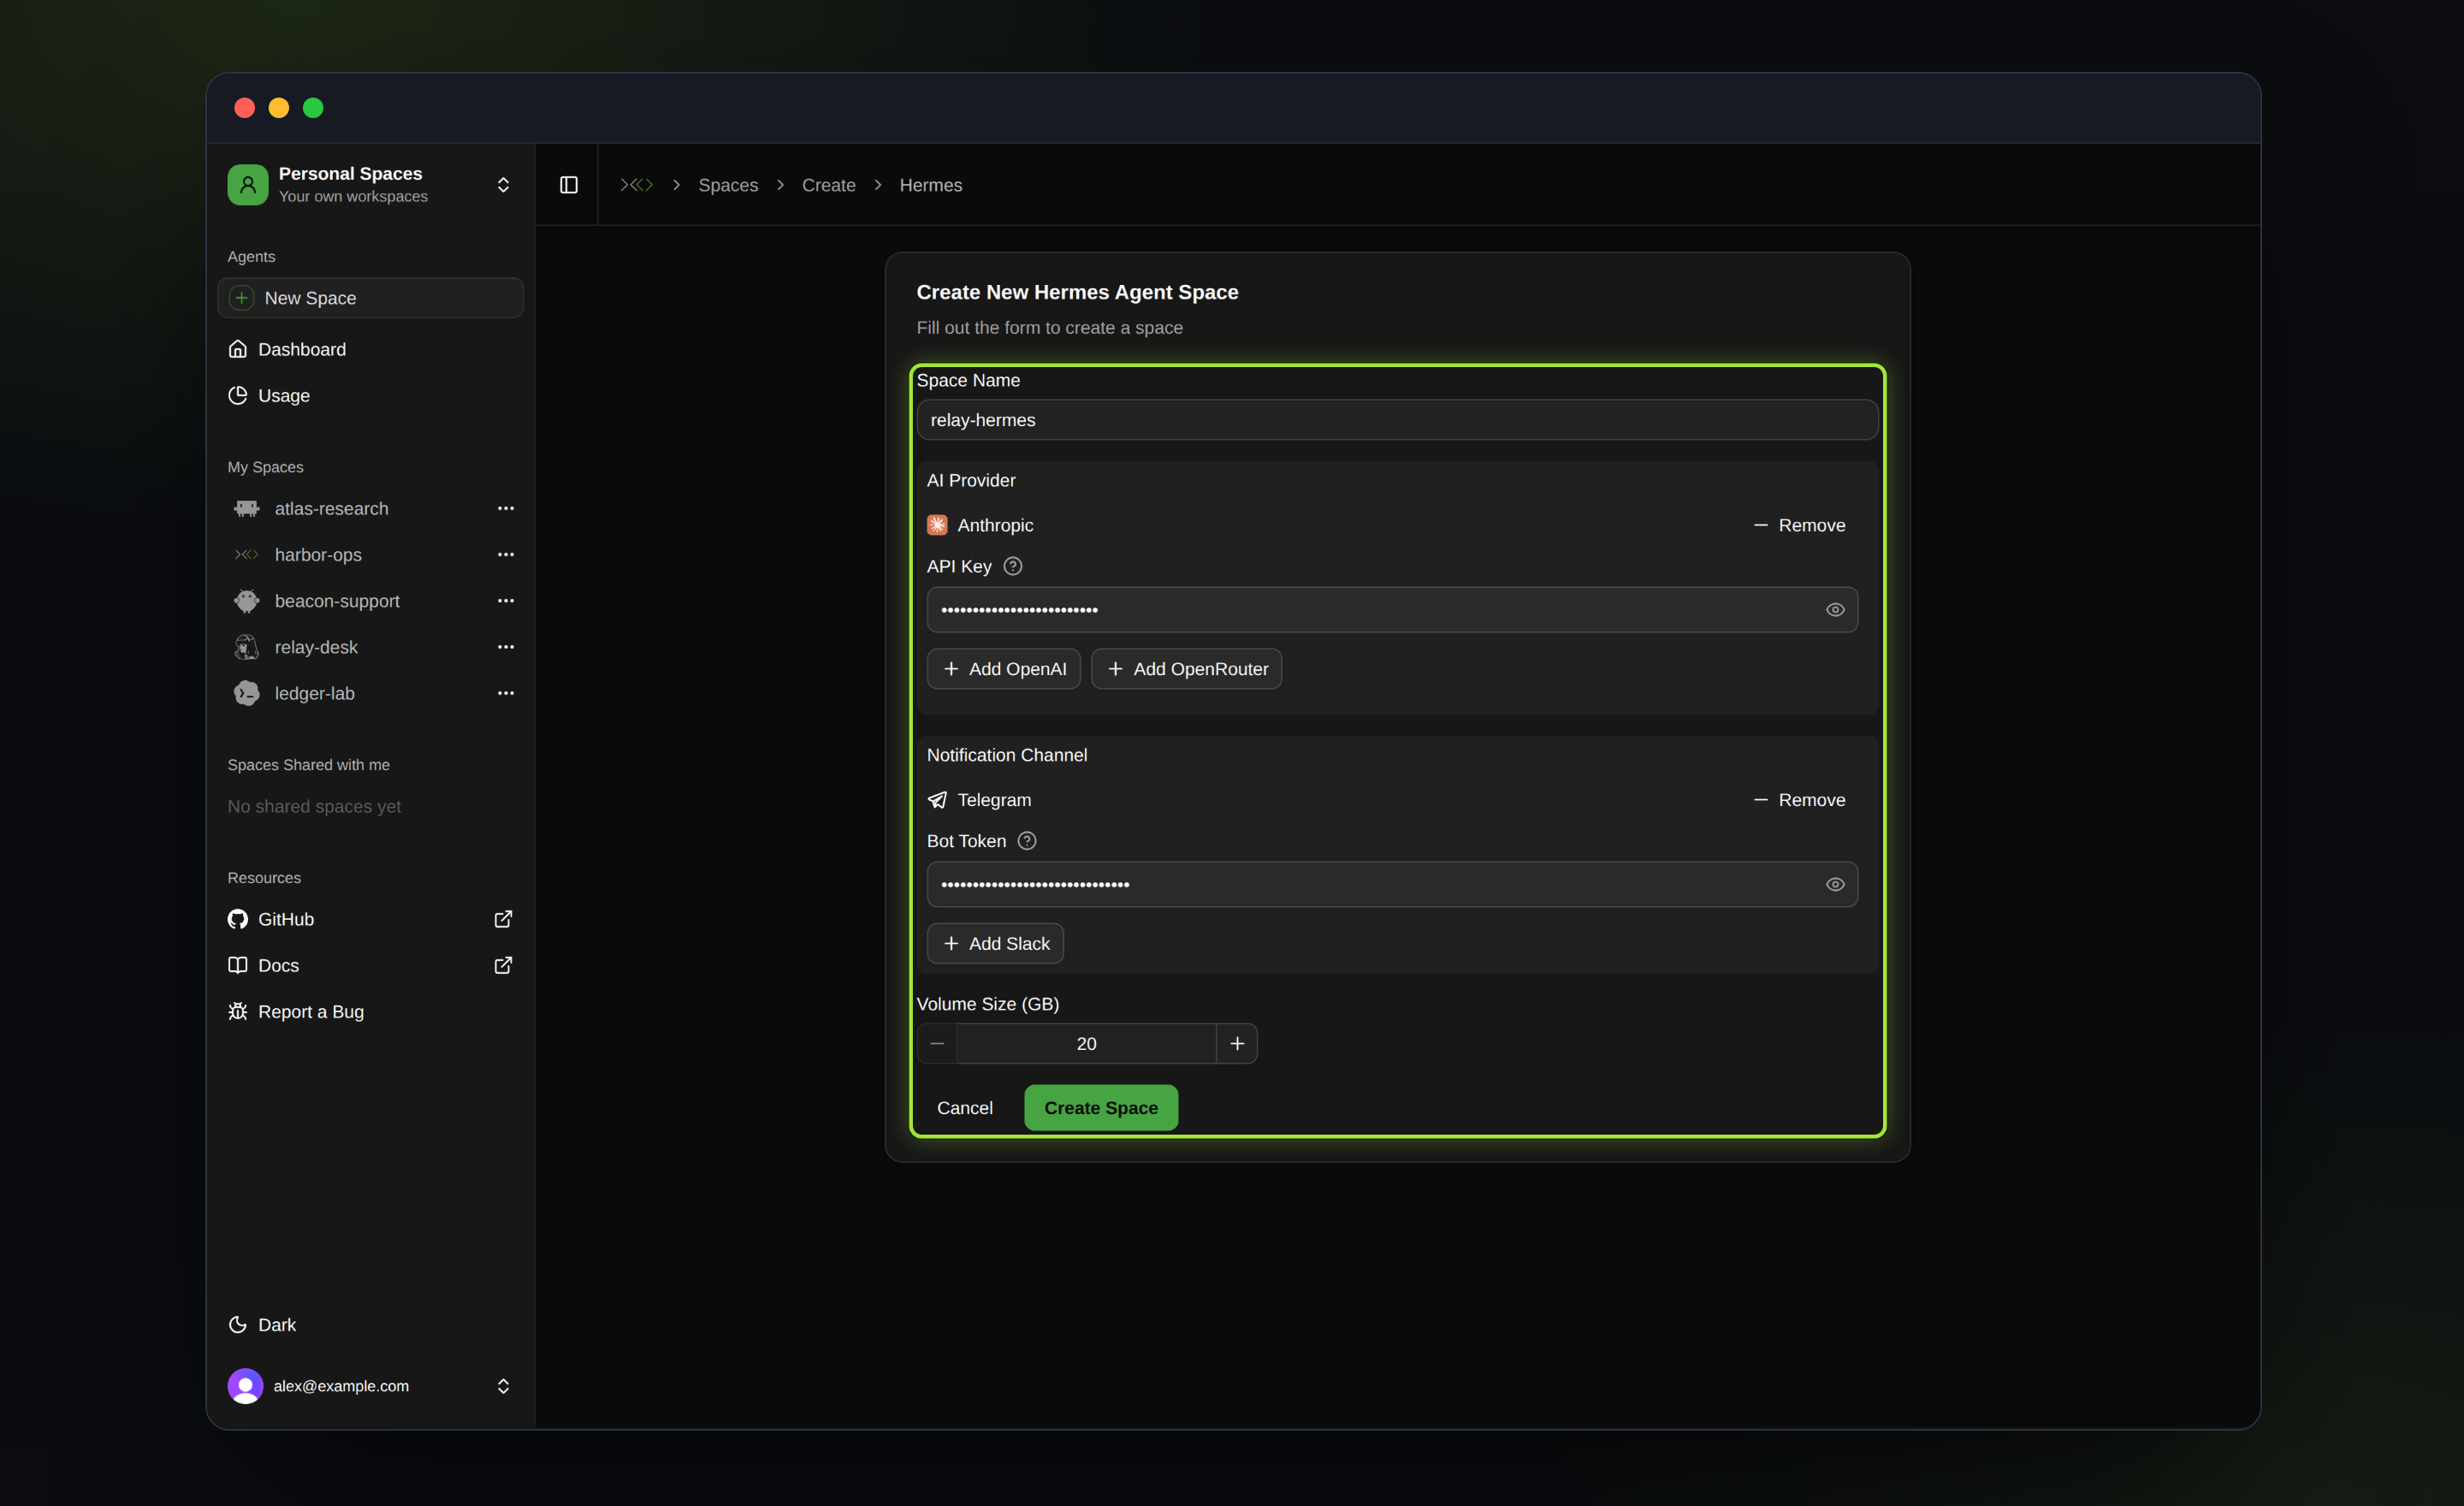 Personal Spaces
Your own workspaces
Agents
New Space
Dashboard
Usage
My Spaces
atlas-research
harbor-ops
beacon-support
relay-desk
ledger-lab
Spaces Shared with me
No shared spaces yet
Resources
GitHub
Docs
Report a Bug
Dark
alex@example.com
Spaces
Create
Hermes
Create New Hermes Agent Space
Fill out the form to create a space
Space Name
relay-hermes
AI Provider
Anthropic
Remove
API Key
Add OpenAI
Add OpenRouter
Notification Channel
Telegram
Remove
Bot Token
Add Slack
Volume Size (GB)
20
Cancel
Create Space